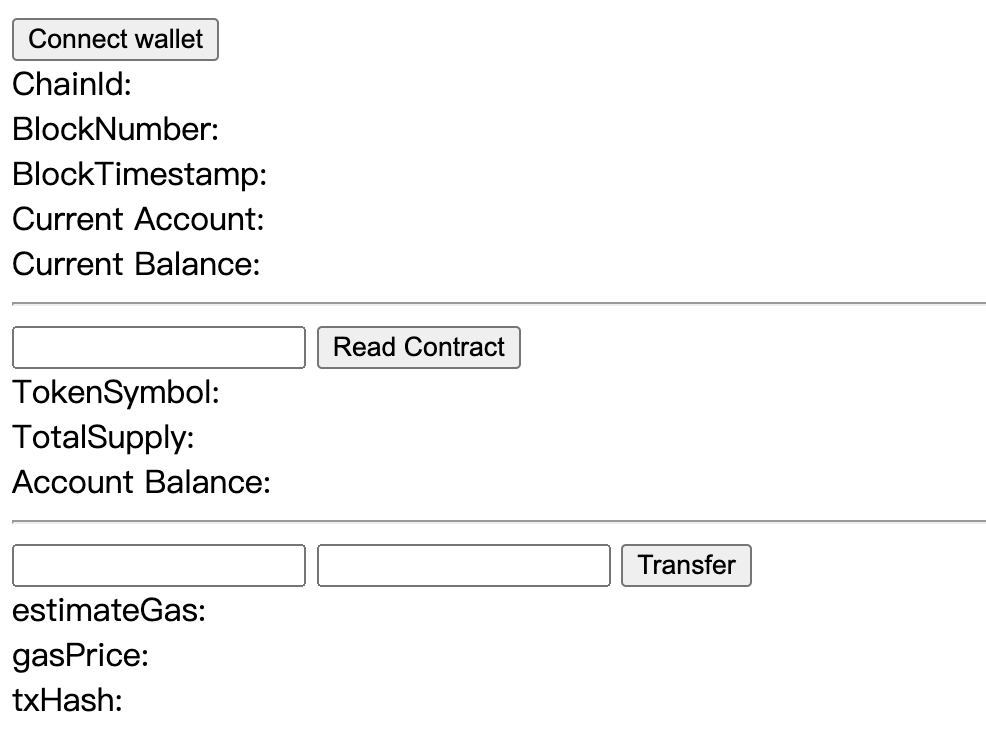 Connect wallet
ChainId:
BlockNumber:
BlockTimestamp:
Current Account:
Current Balance:
Read Contract
TokenSymbol:
TotalSupply:
Account Balance:
Transfer
estimateGas:
gasPrice:
txHash: